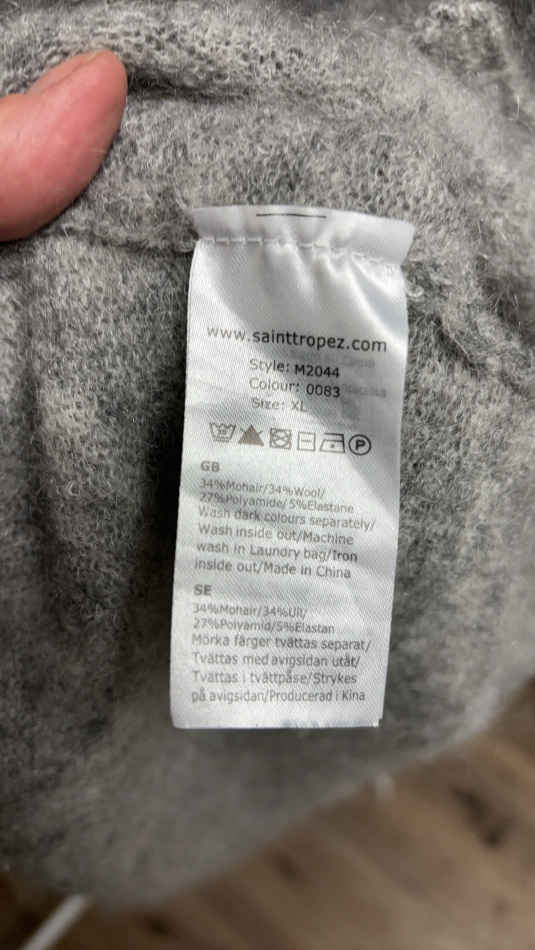 www.sainttropez.com
Style: M2044
Colour: 0083
Size: XL
P
GB
34%Mohair/34%Wool/
27%Polyamide/5%Elastane
Wash dark colours separately/
Wash inside out/Machine
wash in Laundry bag/Iron
inside out/Made in China
SE
34%Mohair/34%Ull/
27%Polyamid/5%Elastan
Mörka färger tvättas separat/
Tvättas med avigsidan utåt/
Tvättas i tvättpåse/Strykes
på avigsidan/Producerad i Kina